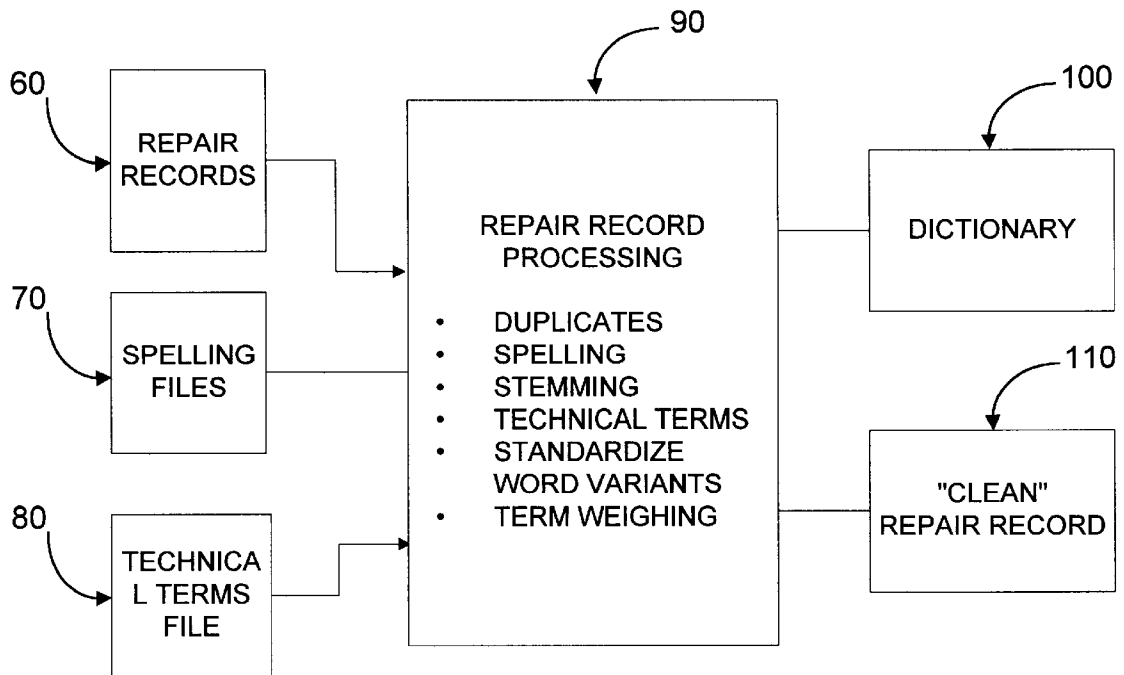 60
REPAIR
RECORDS
70
SPELLING
FILES
80
TECHNICA
L TERMS
FILE
90
REPAIR RECORD
PROCESSING
• DUPLICATES
• SPELLING
• STEMMING
• TECHNICAL TERMS
• STANDARDIZE
WORD VARIANTS
• TERM WEIGHING
100
DICTIONARY
110
"CLEAN"
REPAIR RECORD